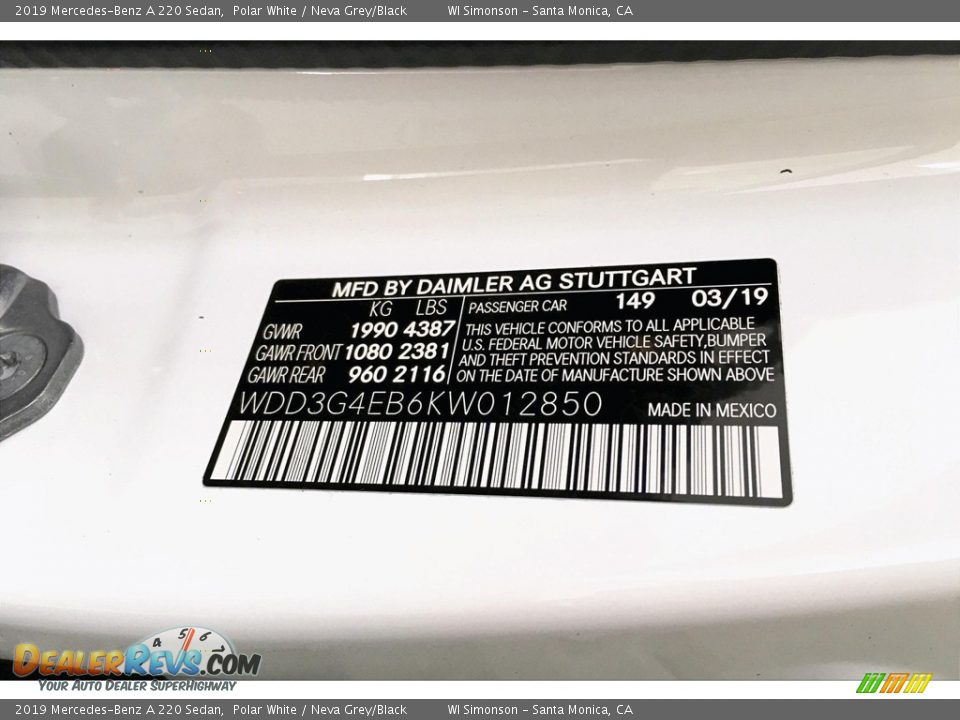 2019 Mercedes-Benz A 220 Sedan, Polar White / Neva Grey/Black WI Simonson - Santa Monica, CA
MFD BY DAIMLER AG STUTTGART
KG LBS PASSENGER CAR 149 03/19
GVWR 1990 4387 THIS VEHICLE CONFORMS TO ALL APPLICABLE
U.S. FEDERAL MOTOR VEHICLE SAFETY,BUMPER
GAWR FRONT 1080 2381 AND THEFT PREVENTION STANDARDS IN EFFECT
GAWR REAR 960 2116 ON THE DATE OF MANUFACTURE SHOWN ABOVE
WDD3G4EB6KW012850 MADE IN MEXICO
4 5 6
DEALERREVS.COM
YOUR AUTO DEALER SUPERHIGHWAY
2019 Mercedes-Benz A 220 Sedan, Polar White / Neva Grey/Black WI Simonson - Santa Monica, CA